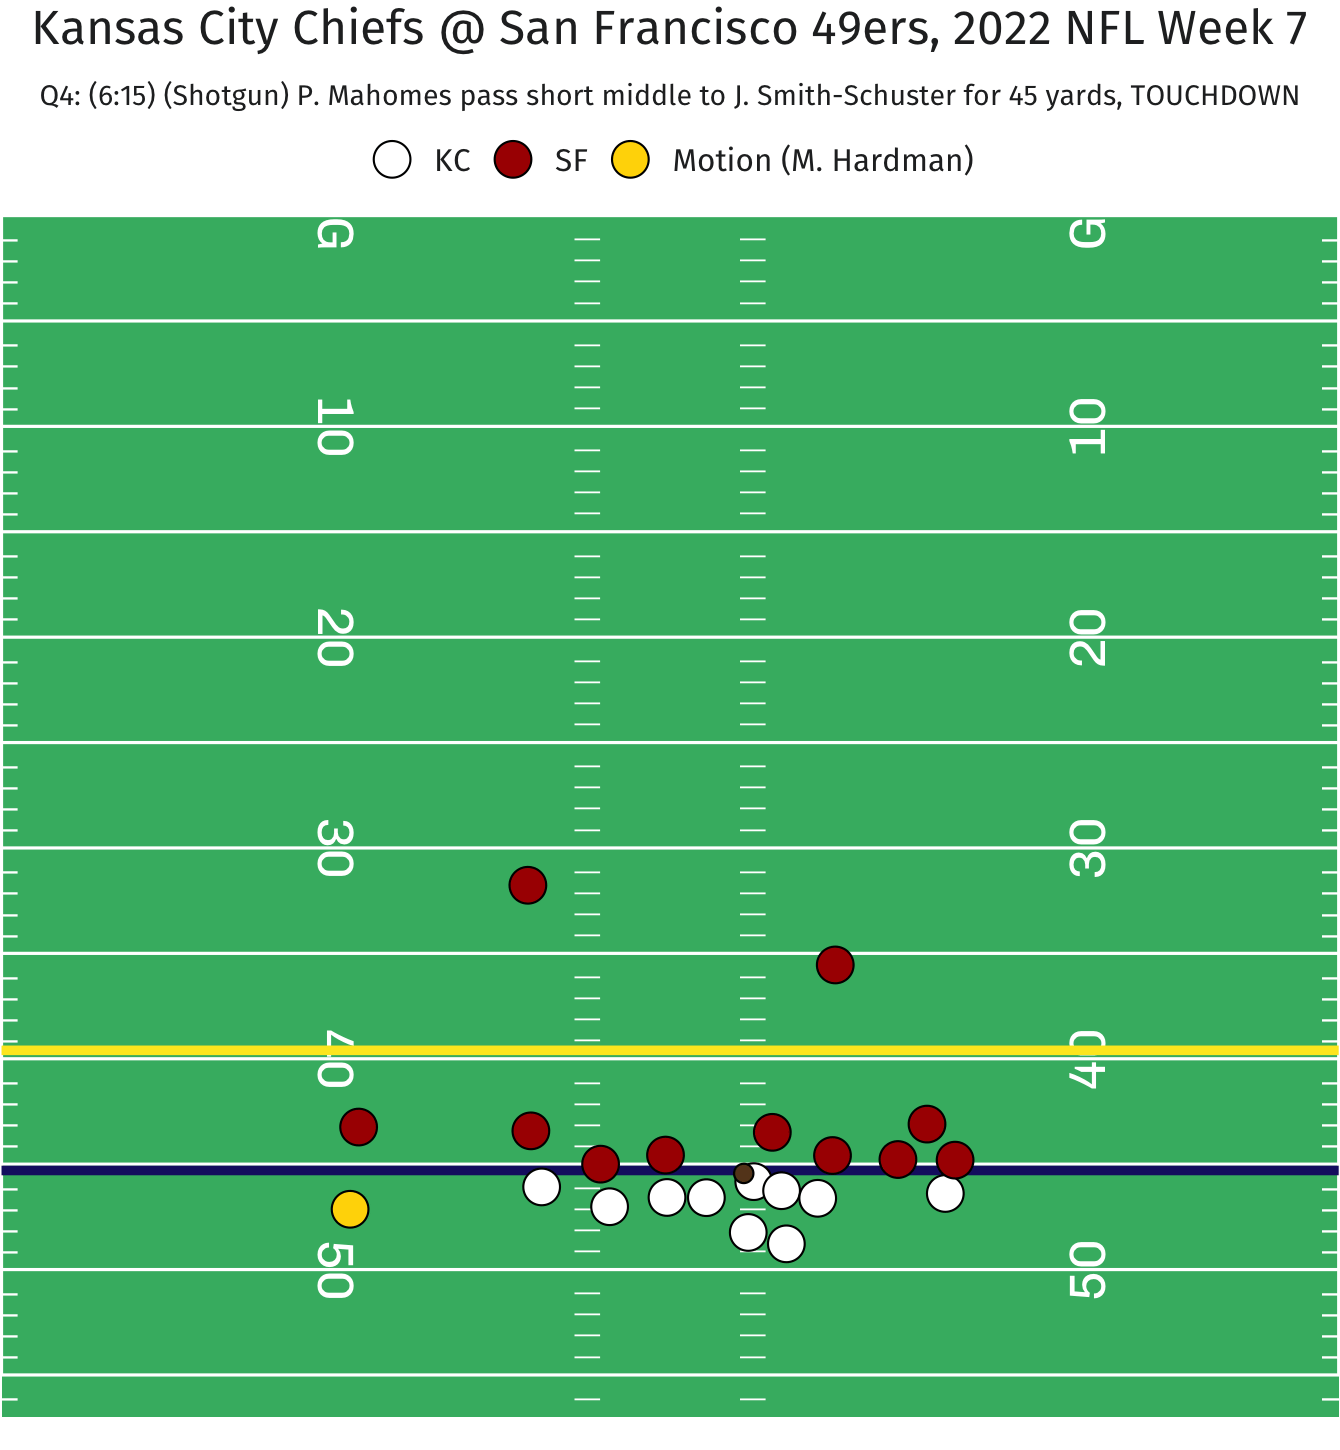 Kansas City Chiefs @ San Francisco 49ers, 2022 NFL Week 7
Q4: (6:15) (Shotgun) P. Mahomes pass short middle to J. Smith-Schuster for 45 yards, TOUCHDOWN
KC SF Motion (M. Hardman)
G G
10 10
20 20
30 30
40 40
50 50